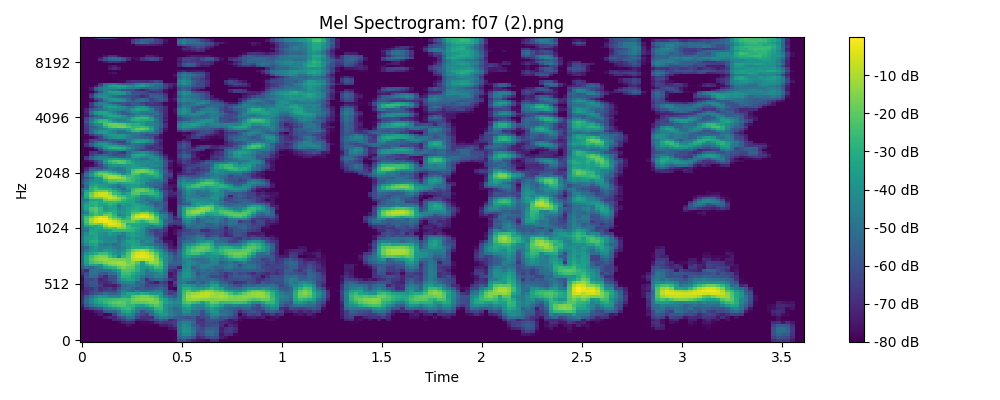 Mel Spectrogram: f07 (2).png
8192
4096
2048
1024
512
0
Hz
0 0.5 1 1.5 2 2.5 3 3.5
Time
-10 dB
-20 dB
-30 dB
-40 dB
-50 dB
-60 dB
-70 dB
-80 dB